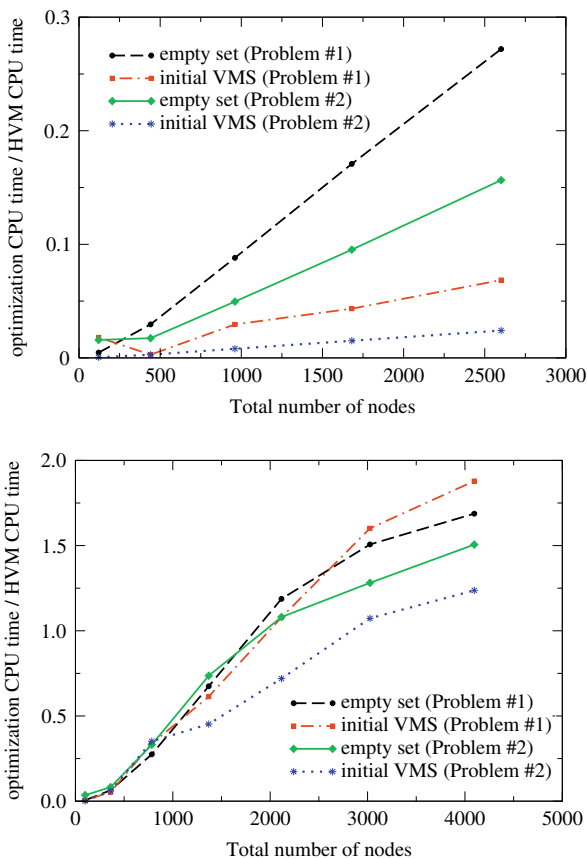 0.3
empty set (Problem #1)
initial VMS (Problem #1)
empty set (Problem #2)
initial VMS (Problem #2)
0.2
0.1
0
optimization CPU time / HVM CPU time
0 500 1000 1500 2000 2500 3000
Total number of nodes
2.0
1.5
1.0
0.5
0.0
optimization CPU time / HVM CPU time
empty set (Problem #1)
initial VMS (Problem #1)
empty set (Problem #2)
initial VMS (Problem #2)
0 1000 2000 3000 4000 5000
Total number of nodes